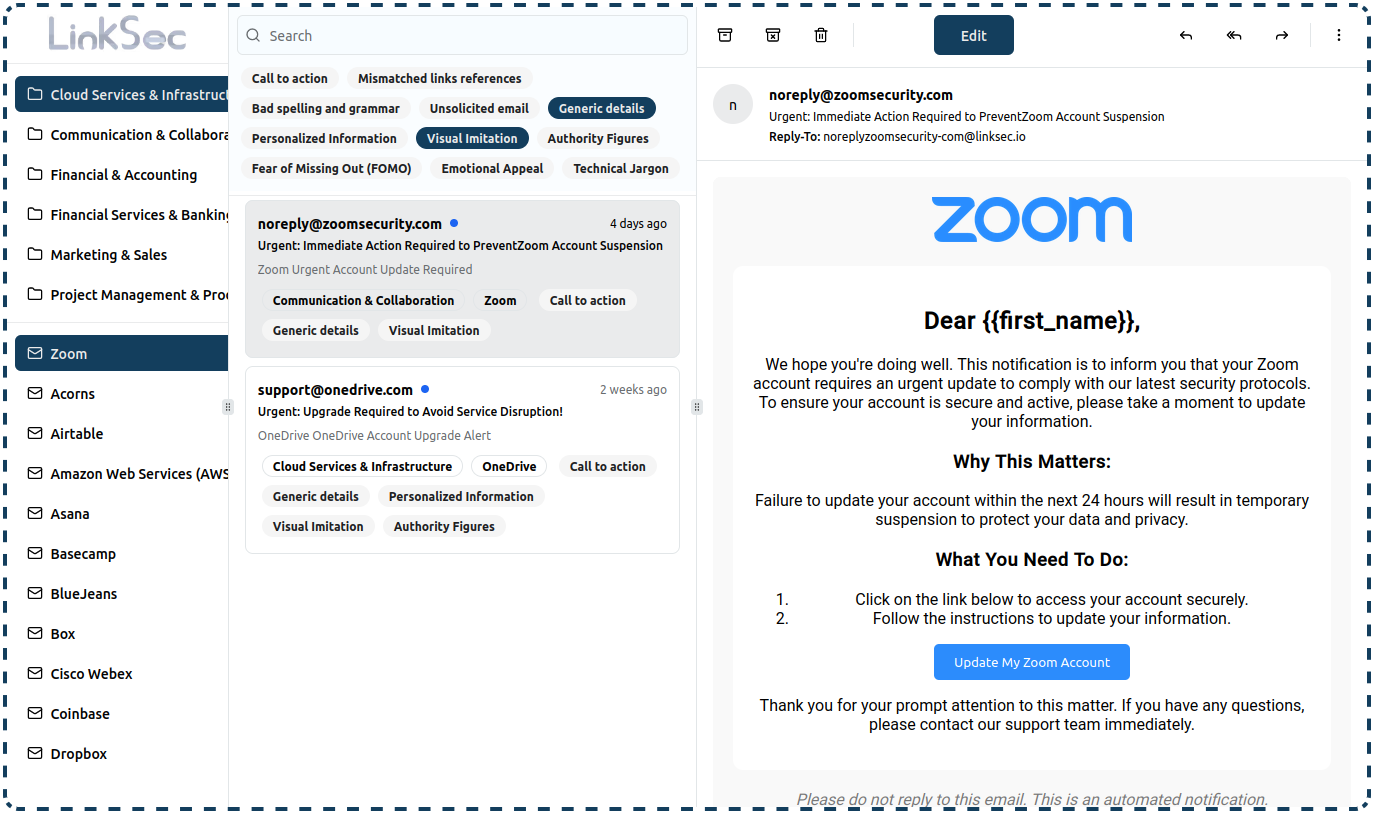 LinkSec
Cloud Services & Infrastruct
Communication & Collabora
Financial & Accounting
Financial Services & Banking
Marketing & Sales
Project Management & Pro
Zoom
Acorns
Airtable
Amazon Web Services (AWS
Asana
Basecamp
BlueJeans
Box
Cisco Webex
Coinbase
Dropbox
Search
Call to action Mismatched links references
Bad spelling and grammar Unsolicited email Generic details
Personalized Information Visual Imitation Authority Figures
Fear of Missing Out (FOMO) Emotional Appeal Technical Jargon
noreply@zoomsecurity.com 4 days ago
Urgent: Immediate Action Required to PreventZoom Account Suspension
Zoom Urgent Account Update Required
Communication & Collaboration Zoom Call to action
Generic details Visual Imitation
support@onedrive.com 2 weeks ago
Urgent: Upgrade Required to Avoid Service Disruption!
OneDrive OneDrive Account Upgrade Alert
Cloud Services & Infrastructure OneDrive Call to action
Generic details Personalized Information
Visual Imitation Authority Figures
Edit
n
noreply@zoomsecurity.com
Urgent: Immediate Action Required to PreventZoom Account Suspension
Reply-To: noreplyzoomsecurity-com@linksec.io
zoom
Dear {{first_name}},
We hope you're doing well. This notification is to inform you that your Zoom
account requires an urgent update to comply with our latest security protocols.
To ensure your account is secure and active, please take a moment to update
your information.
Why This Matters:
Failure to update your account within the next 24 hours will result in temporary
suspension to protect your data and privacy.
What You Need To Do:
1. Click on the link below to access your account securely.
2. Follow the instructions to update your information.
Update My Zoom Account
Thank you for your prompt attention to this matter. If you have any questions,
please contact our support team immediately.
Please do not reply to this email. This is an automated notification.